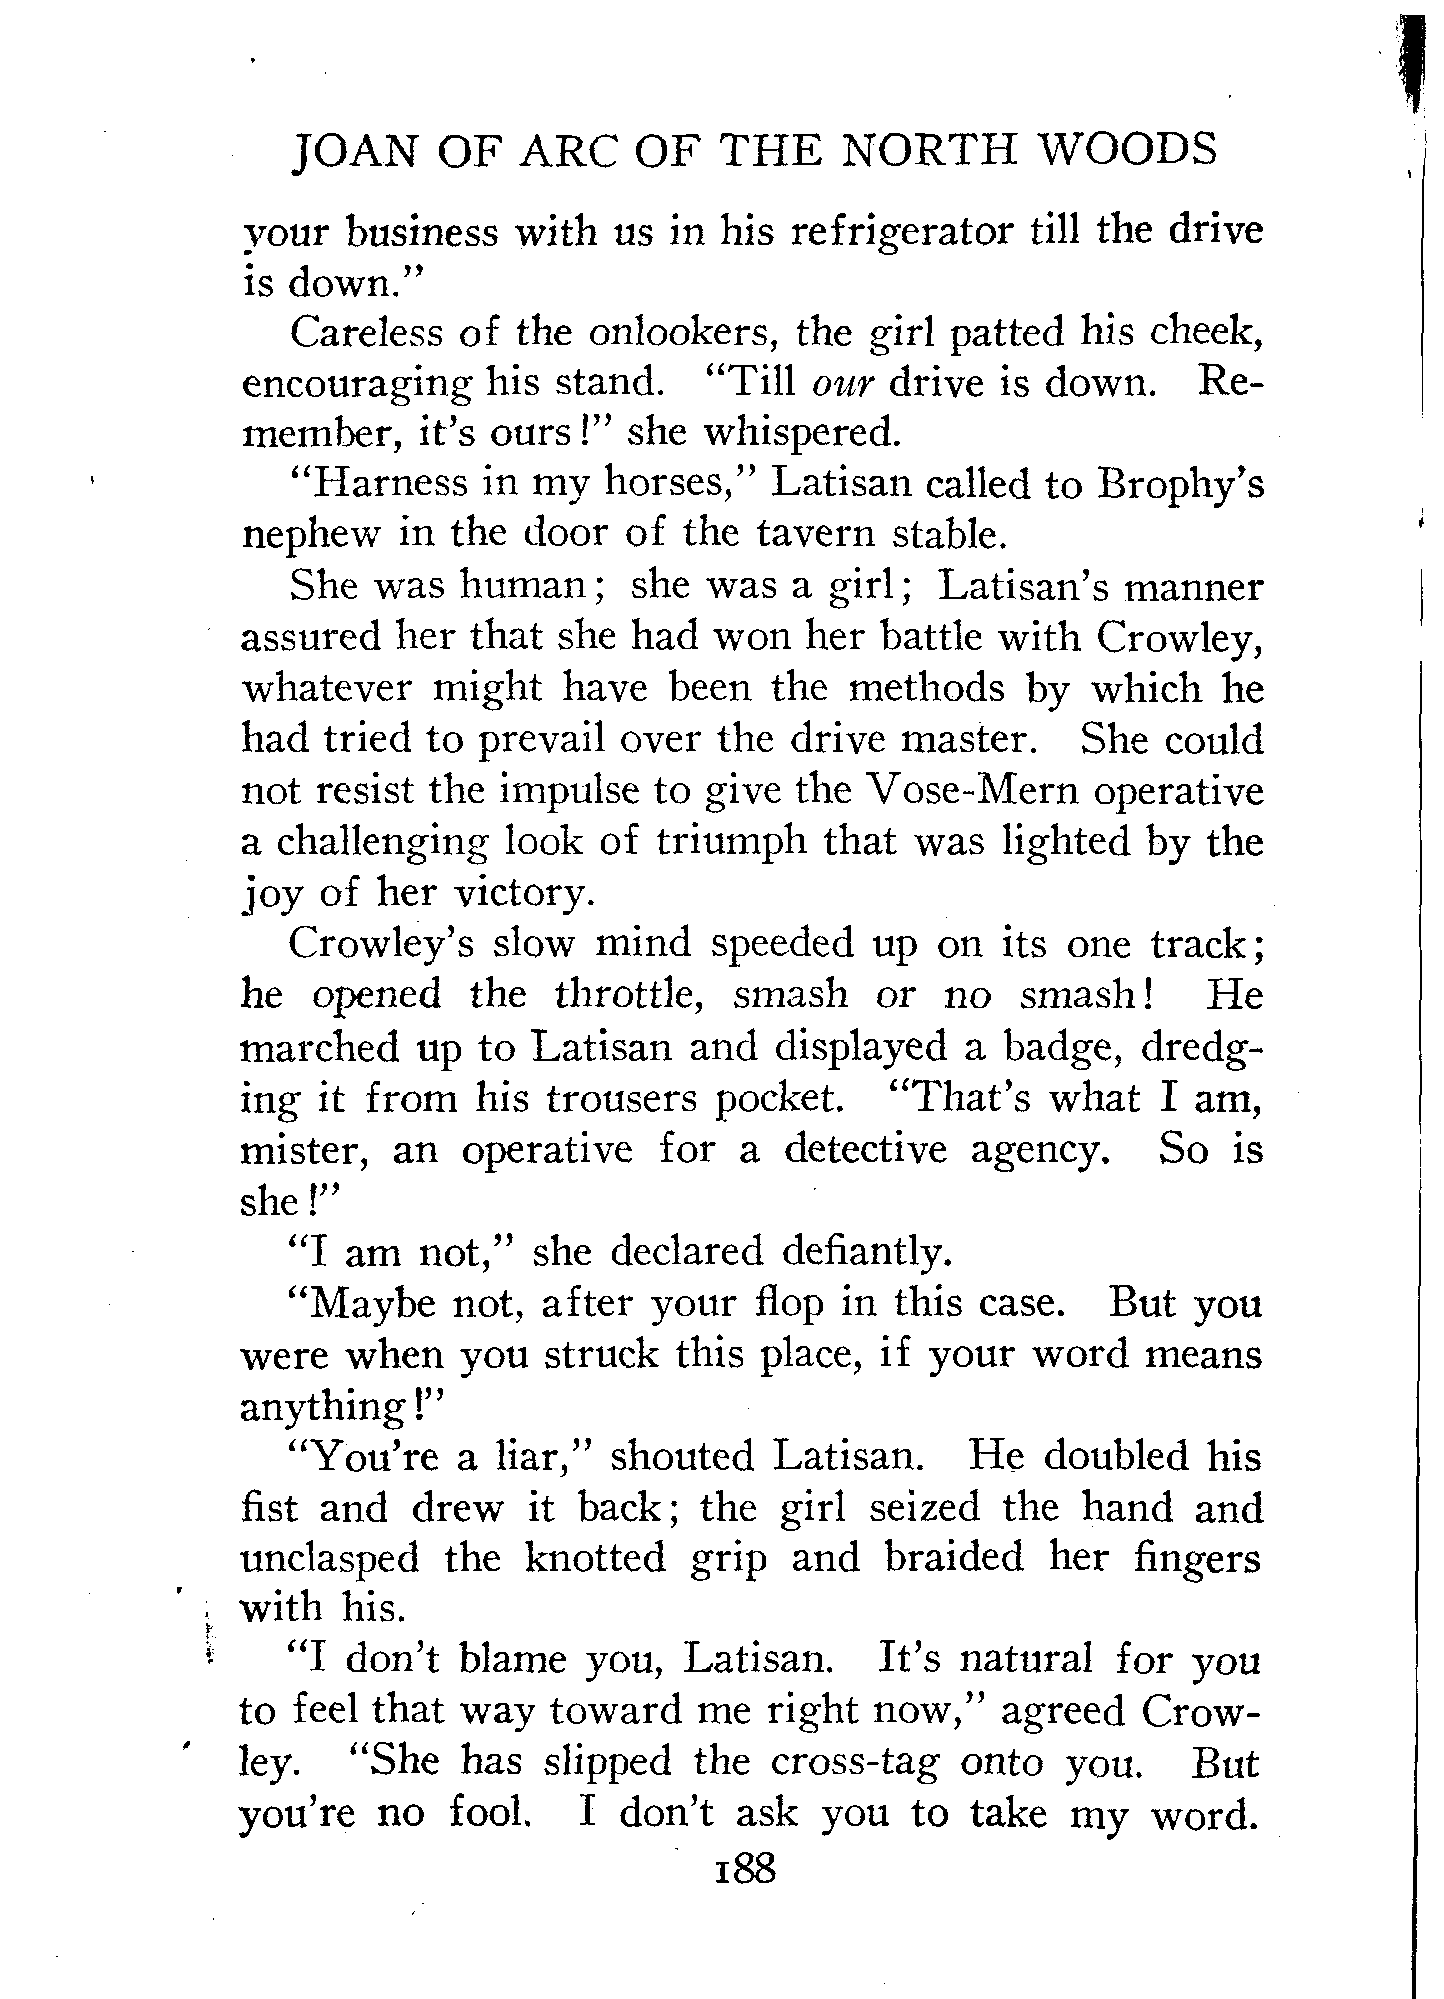 JOAN OF ARC OF THE NORTH WOODS
your business with us in his refrigerator till the drive
is down."
Careless of the onlookers, the girl patted his cheek,
encouraging his stand. "Till our drive is down. Re-
member, it's ours!" she whispered.
"Harness in my horses," Latisan called to Brophy's
nephew in the door of the tavern stable.
She was human; she was a girl; Latisan's manner
assured her that she had won her battle with Crowley,
whatever might have been the methods by which he
had tried to prevail over the drive master. She could
not resist the impulse to give the Vose-Mern operative
a challenging look of triumph that was lighted by the
joy of her victory.
Crowley's slow mind speeded up on its one track;
he opened the throttle, smash or no smash! He
marched up to Latisan and displayed a badge, dredg-
ing it from his trousers pocket. "That's what I am,
mister, an operative for a detective agency. So is
she!"
"I am not," she declared defiantly.
"Maybe not, after your flop in this case. But you
were when you struck this place, if your word means
anything!"
"You're a liar," shouted Latisan. He doubled his
fist and drew it back; the girl seized the hand and
unclasped the knotted grip and braided her fingers
with his.
"I don't blame you, Latisan. It's natural for you
to feel that way toward me right now," agreed Crow-
ley. "She has slipped the cross-tag onto you. But
you're no fool. I don't ask you to take my word.
188